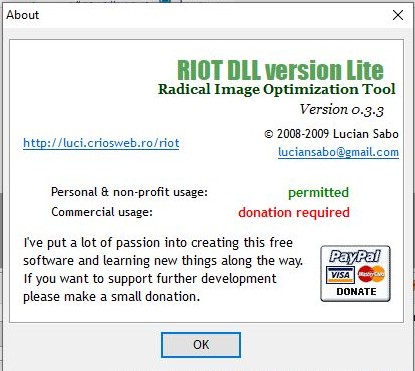 About
RIOT DLL version Lite
Radical Image Optimization Tool
Version 0.3.3
© 2008-2009 Lucian Sabo
http://luci.criosweb.ro/riot
luciansabo@gmail.com
Personal & non-profit usage: permitted
Commercial usage: donation required
I've put a lot of passion into creating this free
software and learning new things along the way.
If you want to support further development
please make a small donation.
PayPal
VISA MasterCard
DONATE
OK